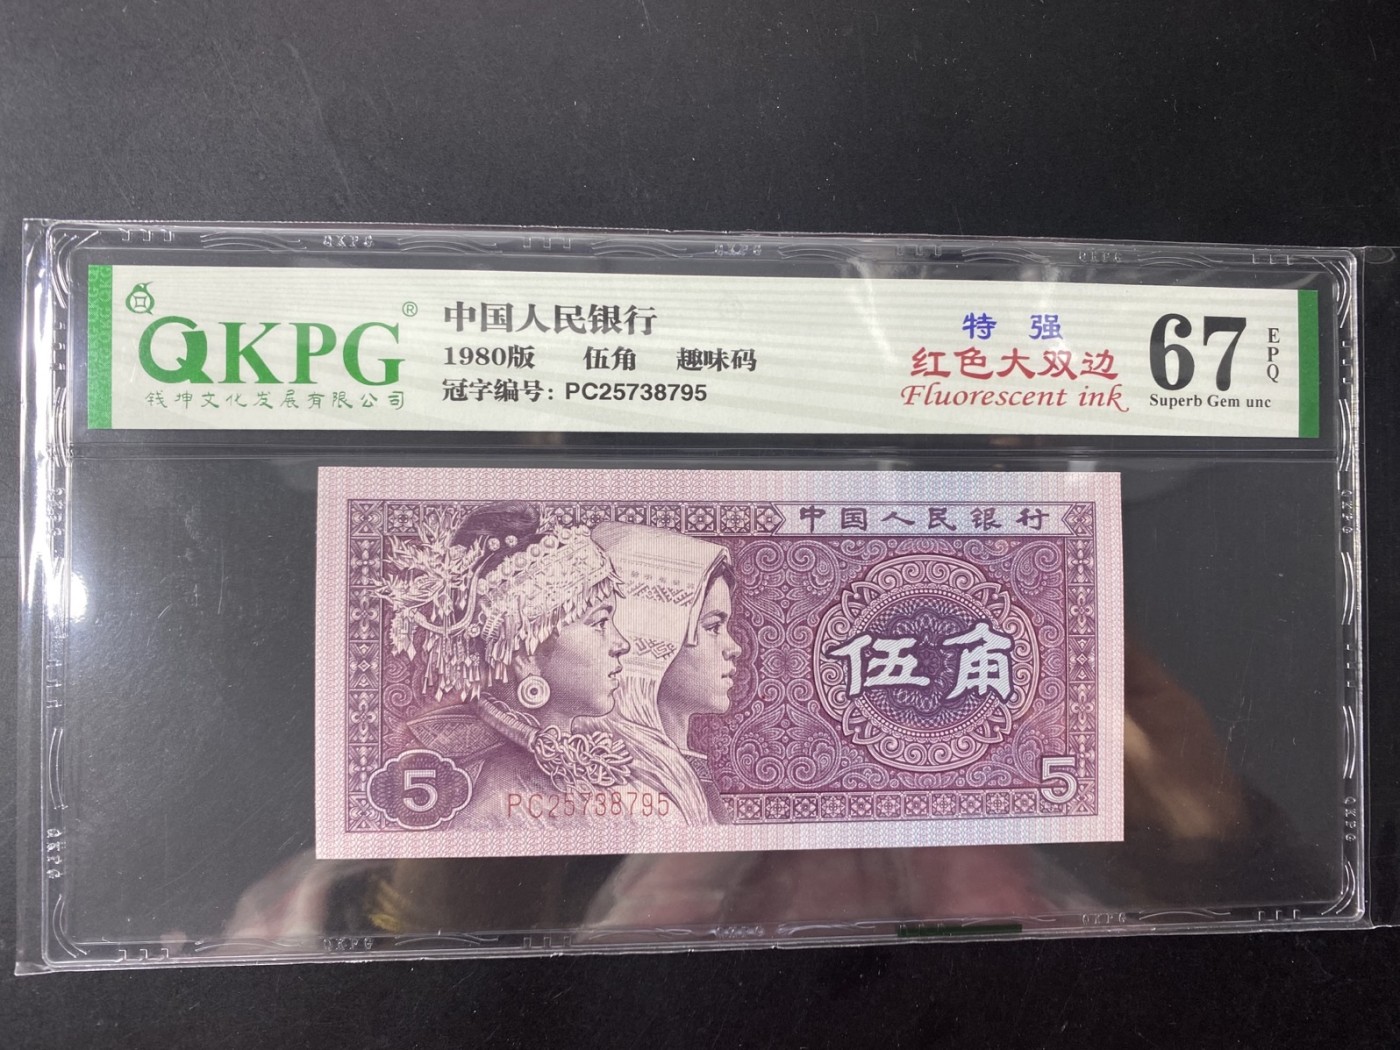 QKPG®
钱坤文化发展有限公司
中国人民银行
1980版 伍角 趣味码
冠字编号: PC25738795
特 强
红色大双边
Fluorescent ink
67
EPQ
Superb Gem unc
中国人民银行
伍角
5
PC25738795
5